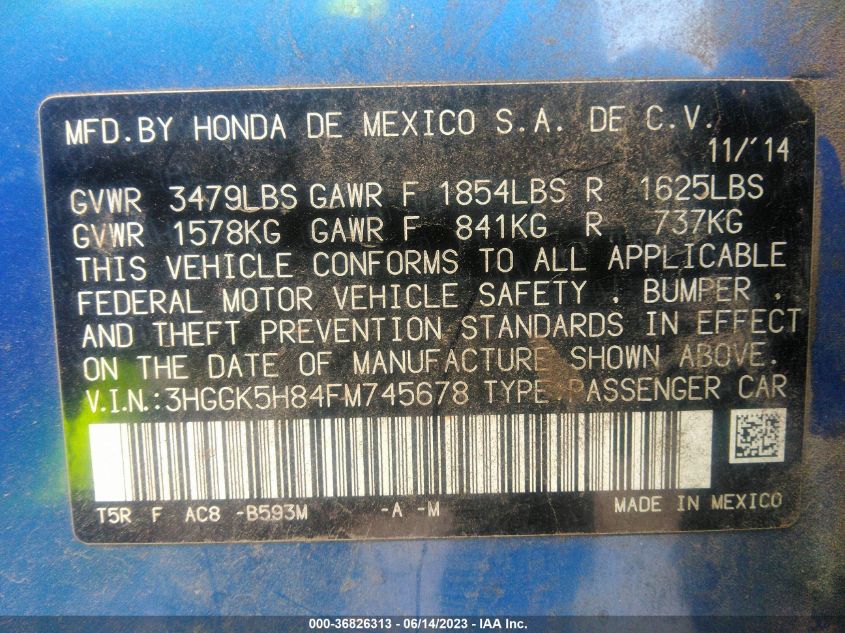 MFD.BY HONDA DE MEXICO S.A. DE C.V.
11/'14
GVWR 3479LBS GAWR F 1854LBS R 1625LBS
GVWR 1578KG GAWR F 841KG R 737KG
THIS VEHICLE CONFORMS TO ALL APPLICABLE
FEDERAL MOTOR VEHICLE SAFETY , BUMPER ,
AND THEFT PREVENTION STANDARDS IN EFFECT
ON THE DATE OF MANUFACTURE SHOWN ABOVE.
V.I.N.:3HGGK5H84FM745678 TYPE:PASSENGER CAR
T5R F AC8 -B593M -A -M MADE IN MEXICO
000-36826313 - 06/14/2023 - IAA Inc.